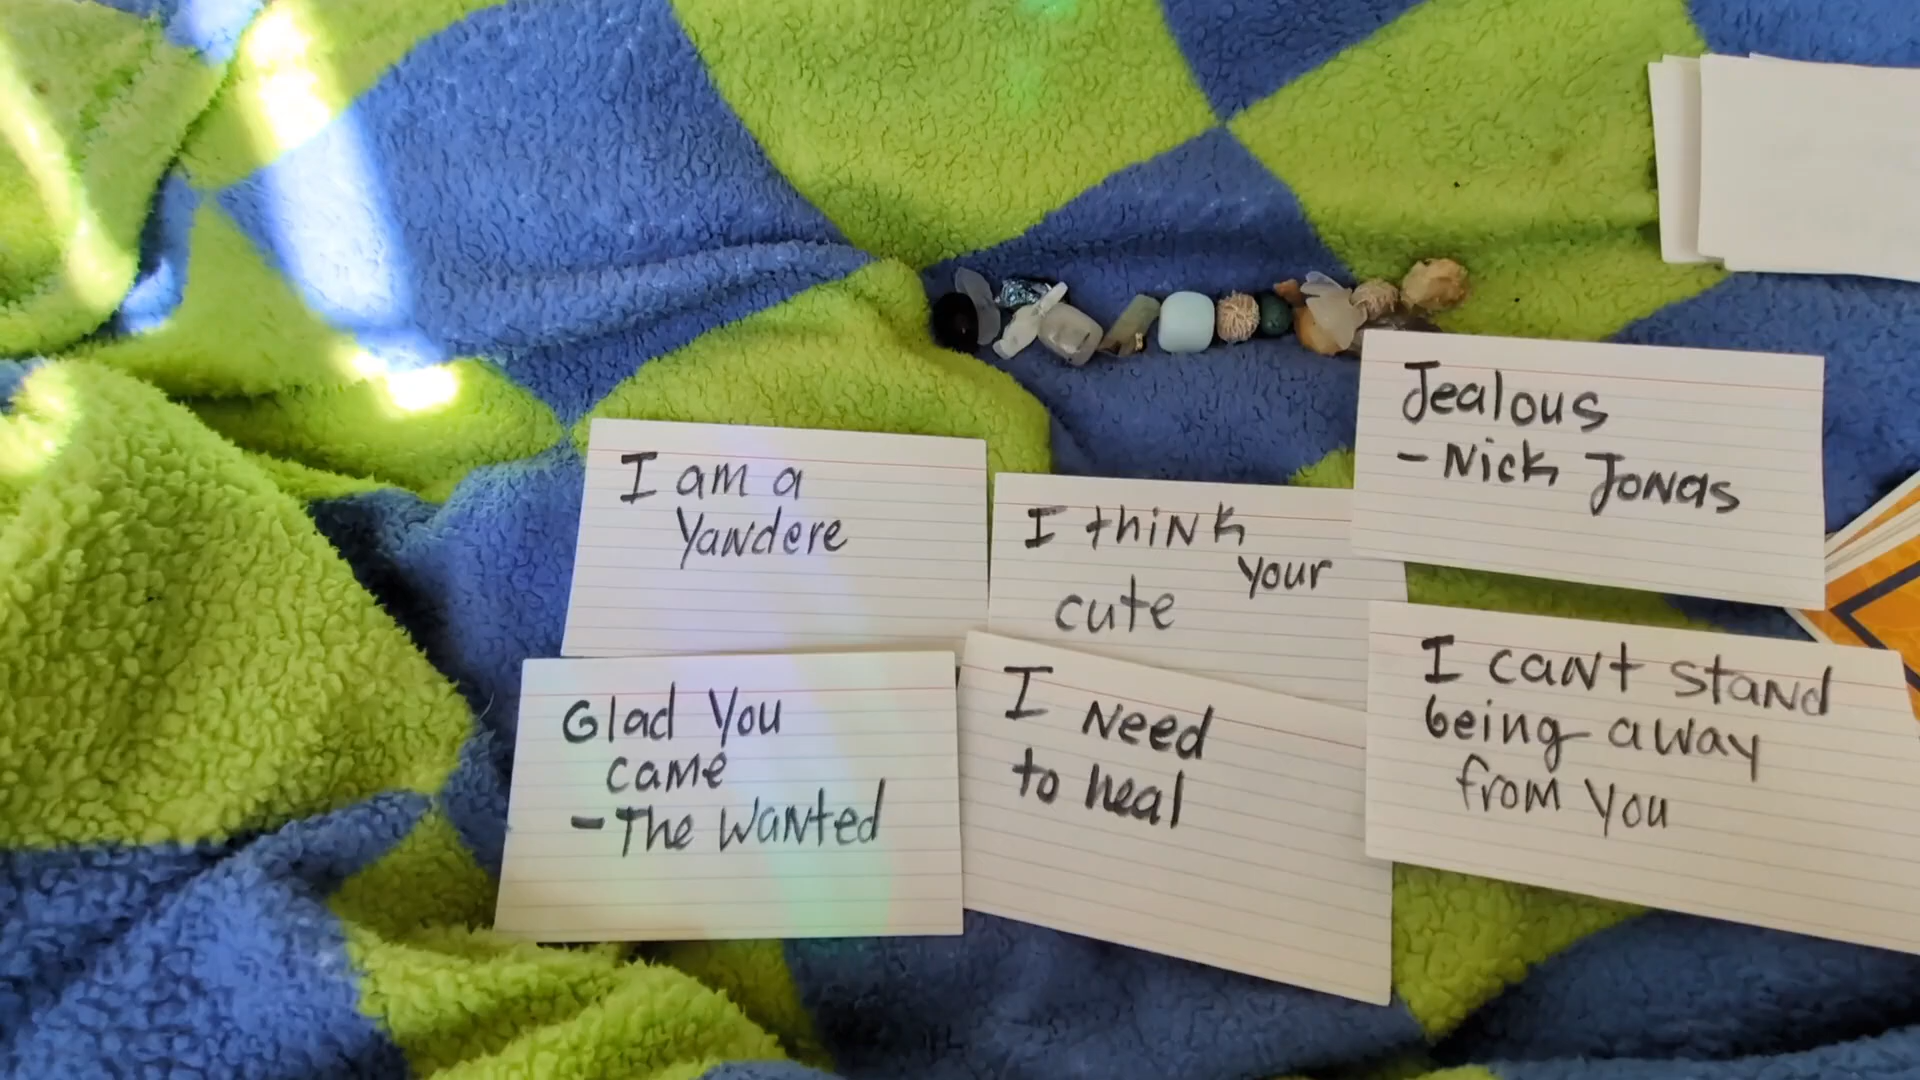 I am a
Yandere
I think
your
cute
Jealous
- Nick Jonas
Glad You
came
- The Wanted
I Need
to heal
I can't stand
being away
from you